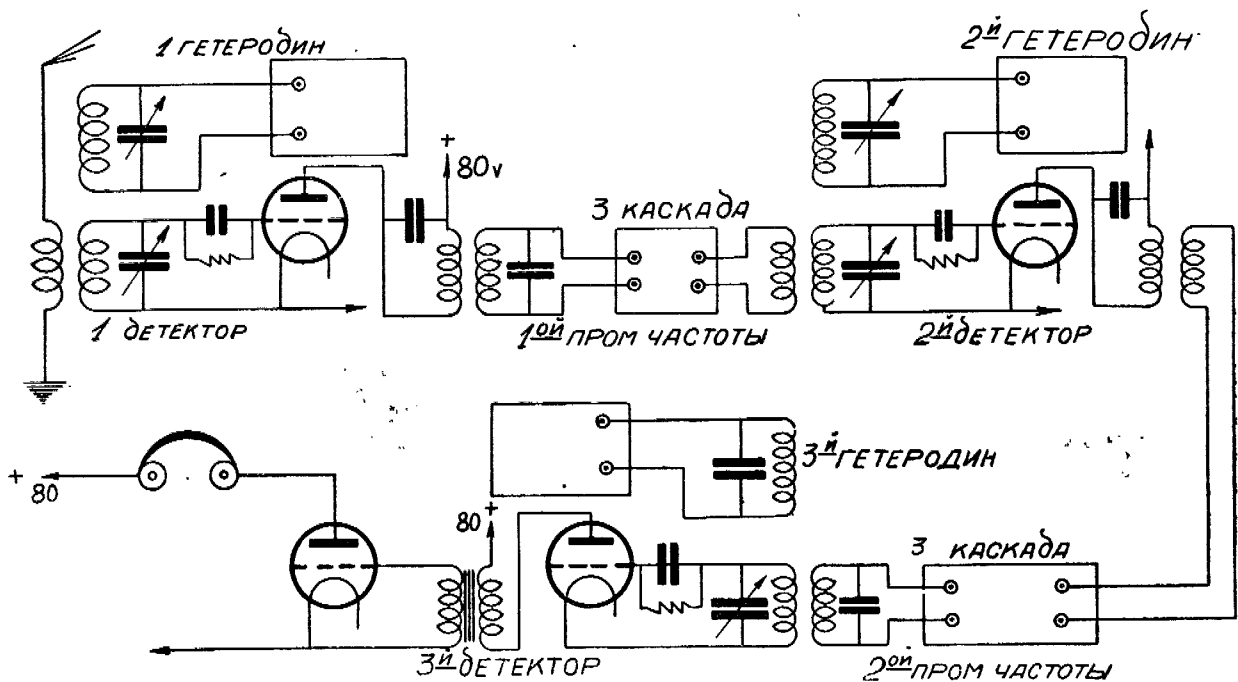 1 ГЕТЕРОДИН
2й ГЕТЕРОДИН
+
80v
3 КАСКАДА
1 ДЕТЕКТОР
1ой ПРОМ ЧАСТОТЫ
2й ДЕТЕКТОР
3й ГЕТЕРОДИН
+ 80
80 +
3 КАСКАДА
3й ДЕТЕКТОР
2ой ПРОМ ЧАСТОТЫ